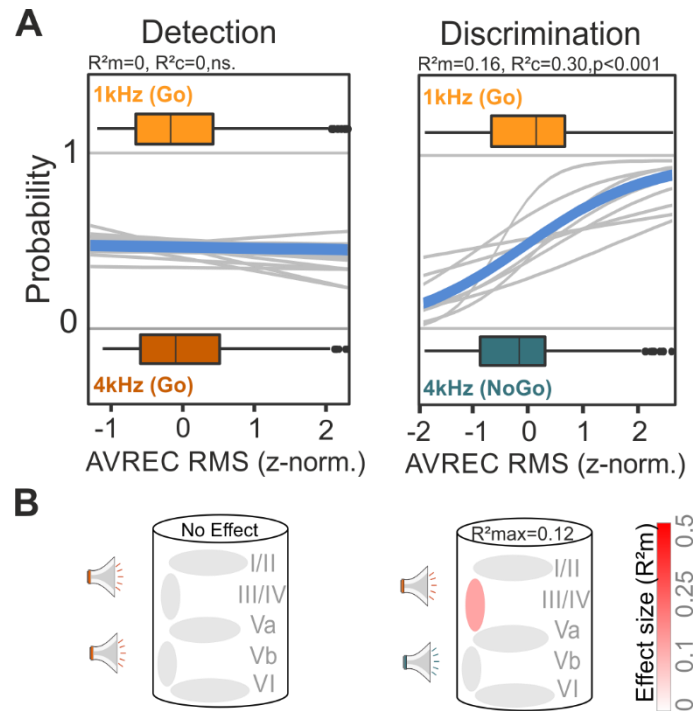 A
Detection
Discrimination
R²m=0, R²c=0,ns.
R²m=0.16, R²c=0.30,p<0.001
1kHz (Go)
1kHz (Go)
1
Probability
0
4kHz (Go)
4kHz (NoGo)
-1 0 1 2
-2 -1 0 1 2
AVREC RMS (z-norm.)
AVREC RMS (z-norm.)
B
No Effect
I/II
III/IV
Va
Vb
VI
R²max=0.12
I/II
III/IV
Va
Vb
VI
Effect size (R²m)
0 0.1 0.25 0.5